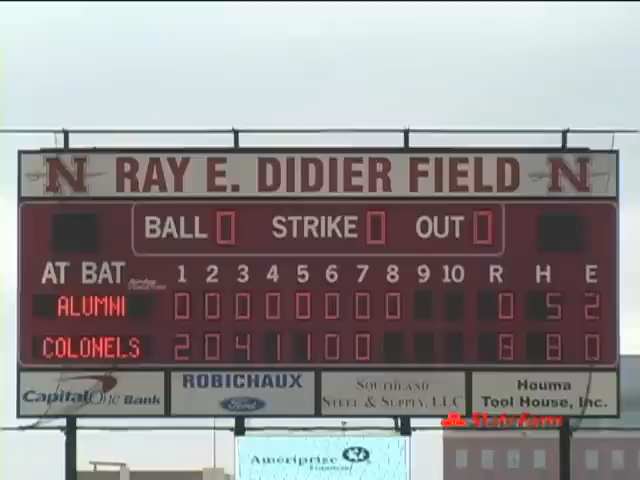 N RAY E. DIDIER FIELD N
BALL 0 STRIKE 0 OUT 0
AT BAT 1 2 3 4 5 6 7 8 9 10 R H E
ALUMNI 0 0 0 0 0 0 0 0 0 5 2
COLONELS 2 0 4 1 1 0 0 8 8 0
Capital One Bank
ROBICHAUX
Ford
SOUTHLAND
STEEL & SUPPLY, LLC
Houma
Tool House, Inc.
State Farm
Ameriprise
Financial